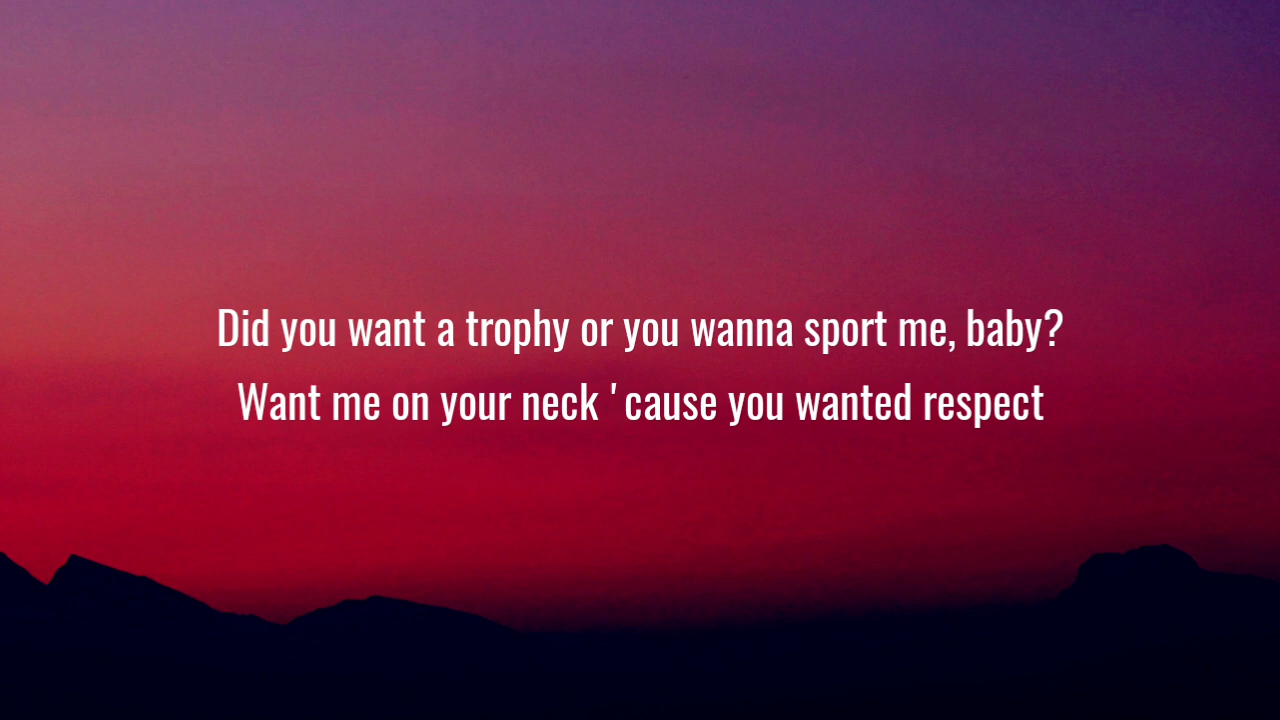 Did you want a trophy or you wanna sport me, baby?
Want me on your neck 'cause you wanted respect